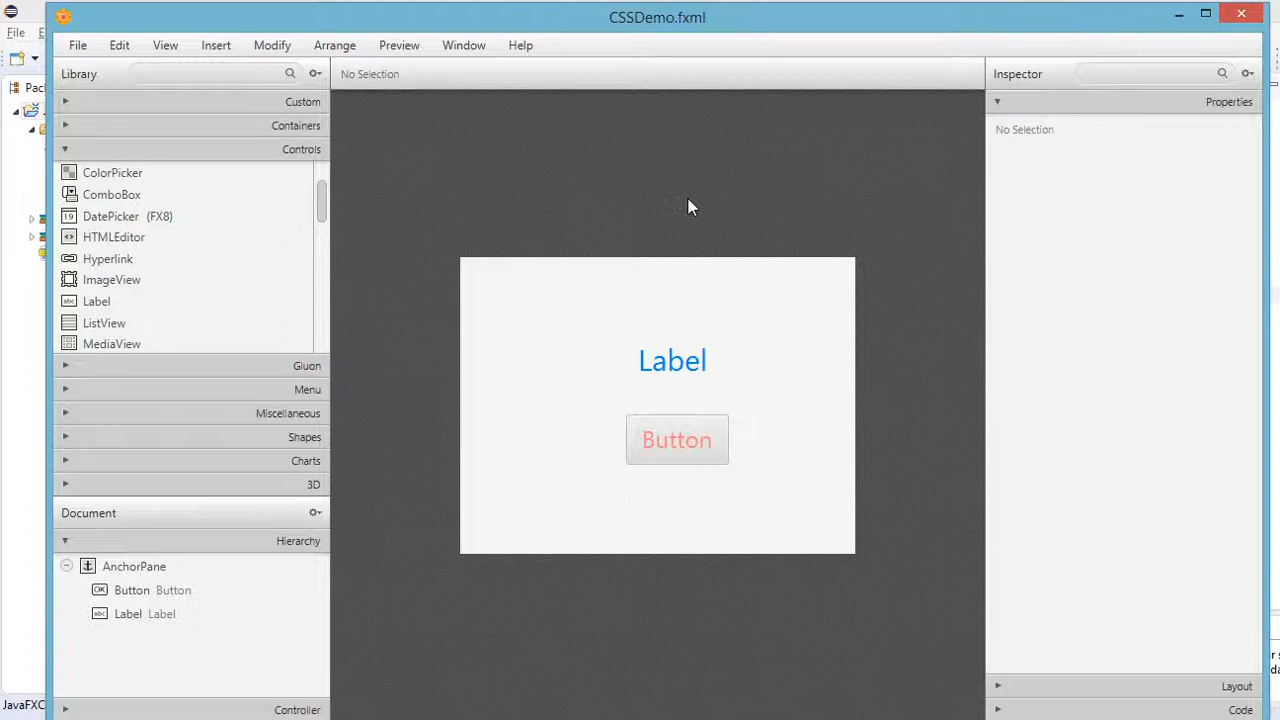 CSSDemo.fxml
File
File Edit View Insert Modify Arrange Preview Window Help
Library
No Selection
Inspector
Custom
Properties
Containers
No Selection
Controls
ColorPicker
ComboBox
DatePicker (FX8)
HTMLEditor
Hyperlink
ImageView
Label
ListView
MediaView
Gluon
Menu
Miscellaneous
Shapes
Charts
3D
Label
Button
Document
Hierarchy
AnchorPane
Button Button
Label Label
Layout
Controller
Code
JavaFXC